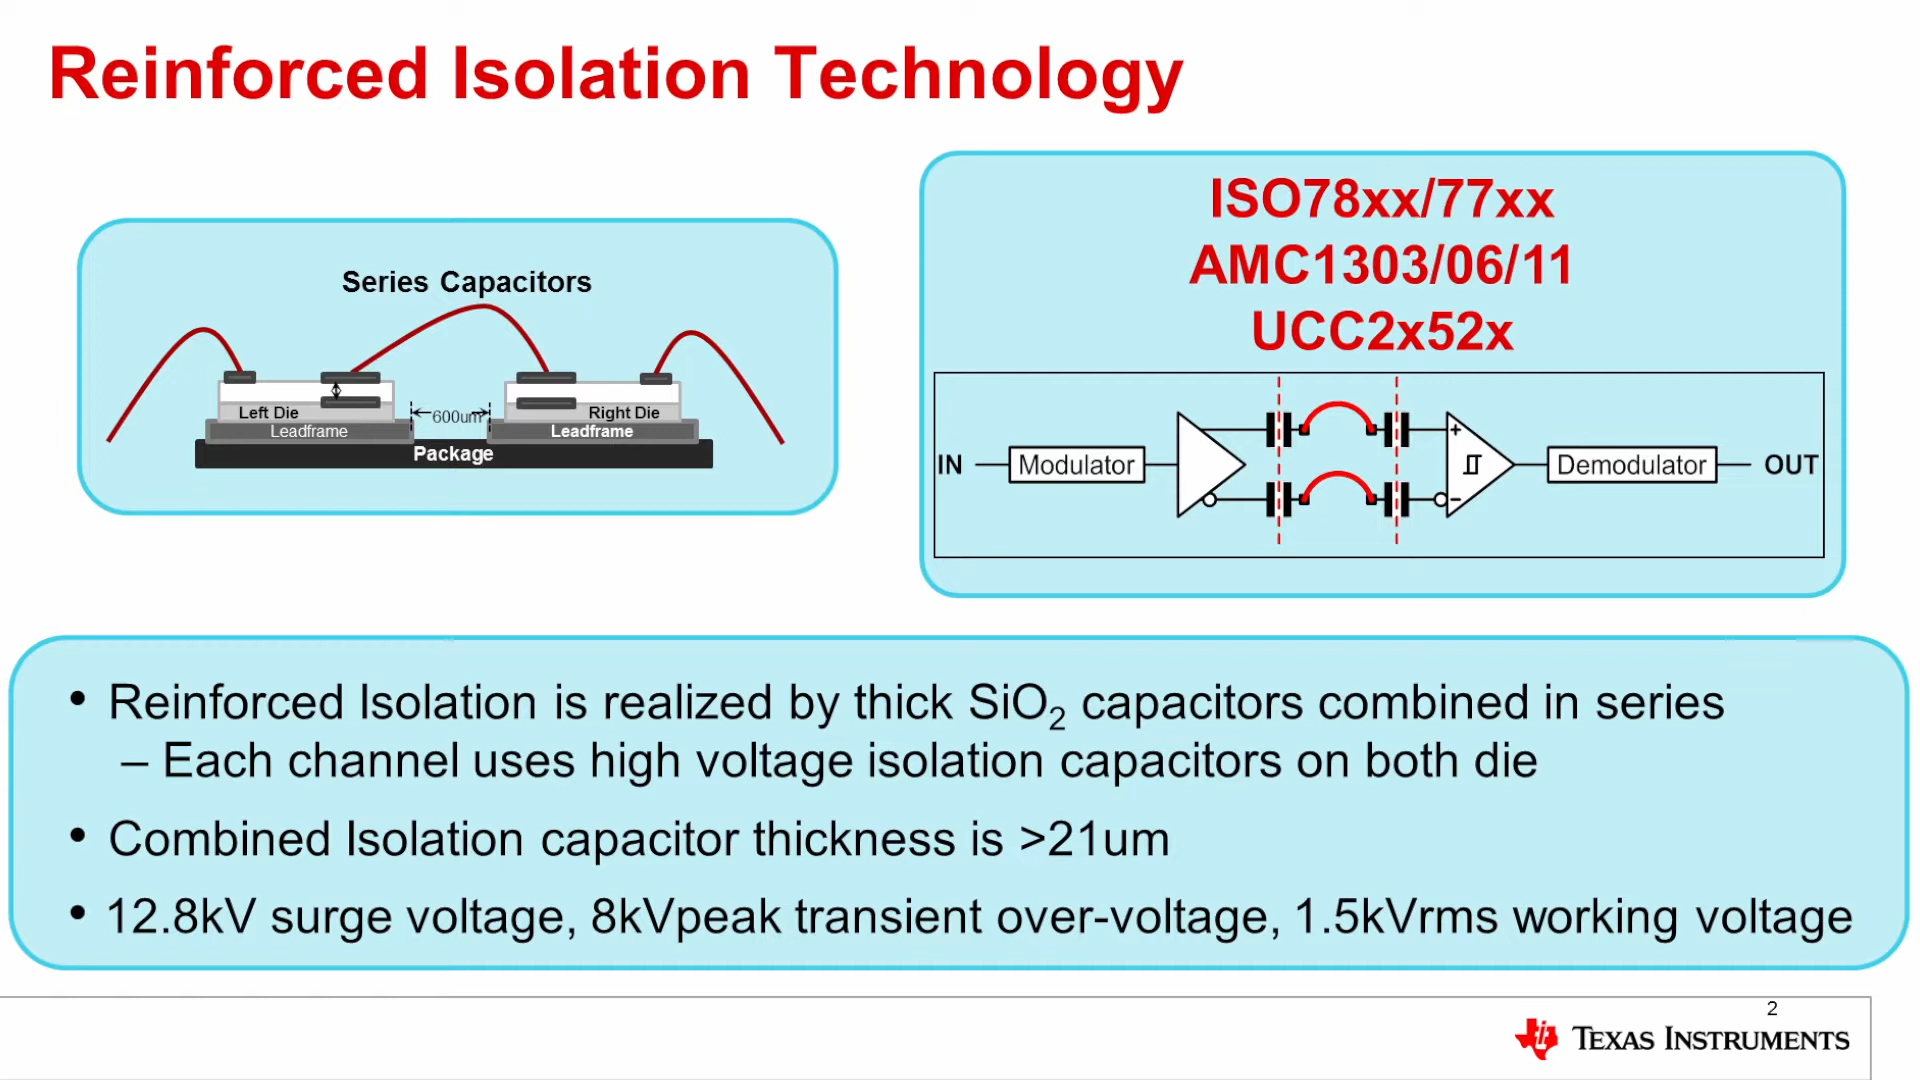 Reinforced Isolation Technology
Series Capacitors
Left Die
Leadframe
600um
Right Die
Leadframe
Package
ISO78xx/77xx
AMC1303/06/11
UCC2x52x
IN
Modulator
+
-
Demodulator
OUT
• Reinforced Isolation is realized by thick SiO₂ capacitors combined in series
– Each channel uses high voltage isolation capacitors on both die
• Combined Isolation capacitor thickness is >21um
• 12.8kV surge voltage, 8kVpeak transient over-voltage, 1.5kVrms working voltage
2
TEXAS INSTRUMENTS